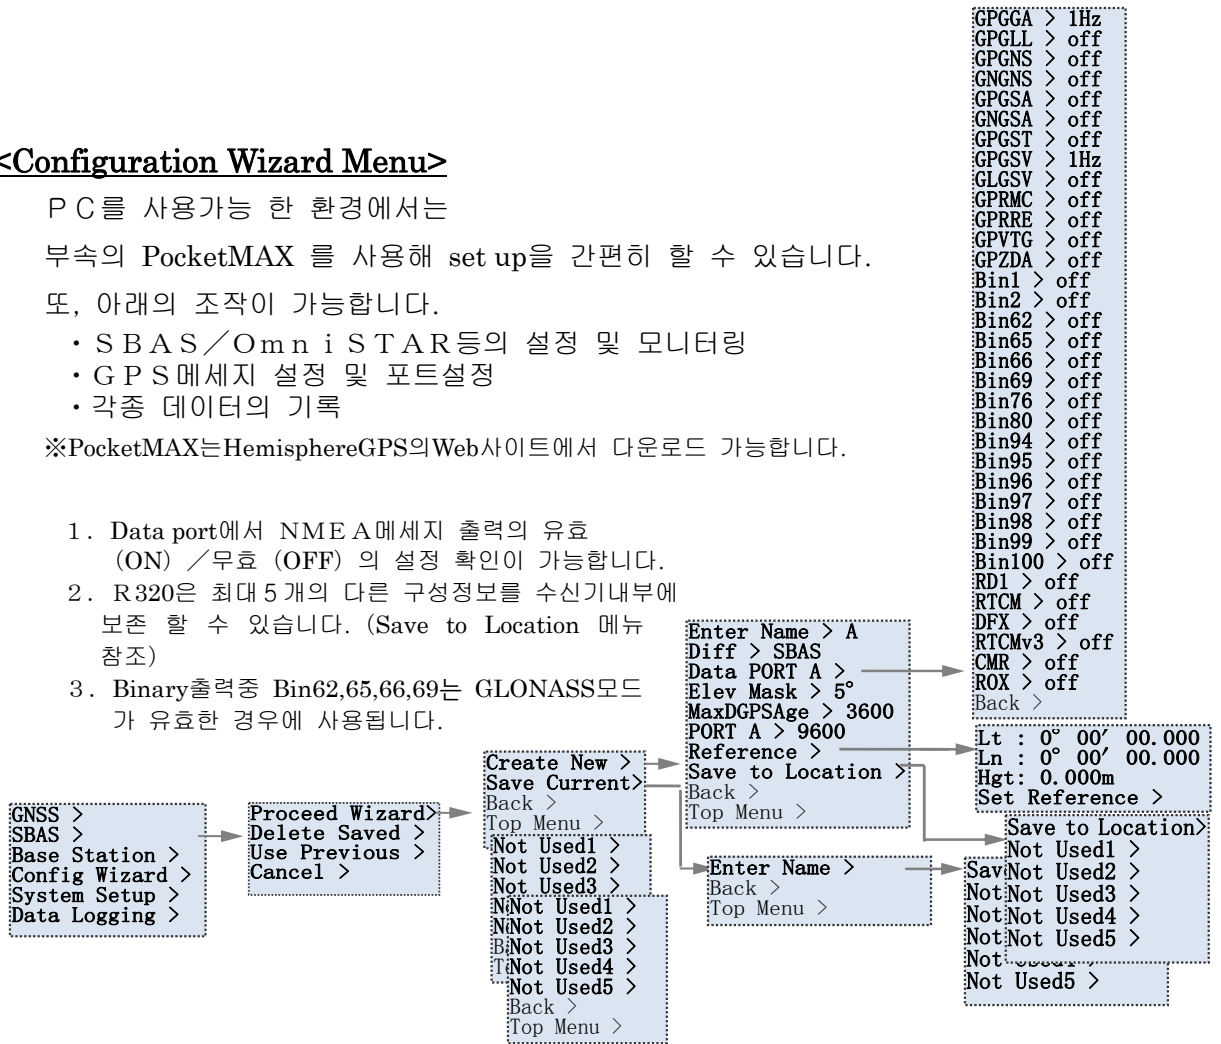 <Configuration Wizard Menu>
ＰＣ를 사용가능 한 환경에서는
부속의 PocketMAX 를 사용해 set up을 간편히 할 수 있습니다.
또, 아래의 조작이 가능합니다.
・ＳＢＡＳ／Ｏｍｎｉ ＳＴＡＲ등의 설정 및 모니터링
・ＧＰＳ메세지 설정 및 포트설정
・각종 데이터의 기록
※PocketMAX는HemisphereGPS의Web사이트에서 다운로드 가능합니다.
１．Data port에서 ＮＭＥＡ메세지 출력의 유효
（ON）／무효（OFF）의 설정 확인이 가능합니다.
２．Ｒ320은 최대５개의 다른 구성정보를 수신기내부에
보존 할 수 있습니다. (Save to Location 메뉴
참조)
３．Binary출력중 Bin62,65,66,69는 GLONASS모드
가 유효한 경우에 사용됩니다.
GNSS >
SBAS >
Base Station >
Config Wizard >
System Setup >
Data Logging >
Proceed Wizard>
Delete Saved >
Use Previous >
Cancel >
Create New >
Save Current>
Back >
Top Menu >
Not Used1 >
Not Used2 >
Not Used3 >
Not Used1 >
Not Used2 >
Not Used3 >
Not Used4 >
Not Used5 >
Back >
Top Menu >
Enter Name > A
Diff > SBAS
Data PORT A >
Elev Mask > 5°
MaxDGPSAge > 3600
PORT A > 9600
Reference >
Save to Location >
Back >
Top Menu >
Enter Name >
Back >
Top Menu >
GPGGA > 1Hz
GPGLL > off
GPGNS > off
GNGNS > off
GPGSA > off
GNGSA > off
GPGST > off
GPGSV > 1Hz
GLGSV > off
GPRMC > off
GPRRE > off
GPVTG > off
GPZDA > off
Bin1 > off
Bin2 > off
Bin62 > off
Bin65 > off
Bin66 > off
Bin69 > off
Bin76 > off
Bin80 > off
Bin94 > off
Bin95 > off
Bin96 > off
Bin97 > off
Bin98 > off
Bin99 > off
Bin100 > off
RD1 > off
RTCM > off
DFX > off
RTCMv3 > off
CMR > off
ROX > off
Back >
Lt : 0° 00′ 00.000
Ln : 0° 00′ 00.000
Hgt: 0.000m
Set Reference >
Save to Location>
Not Used1 >
Not Used2 >
Not Used3 >
Not Used4 >
Not Used5 >
Sav
Not
Not
Not
Not
Not Used5 >